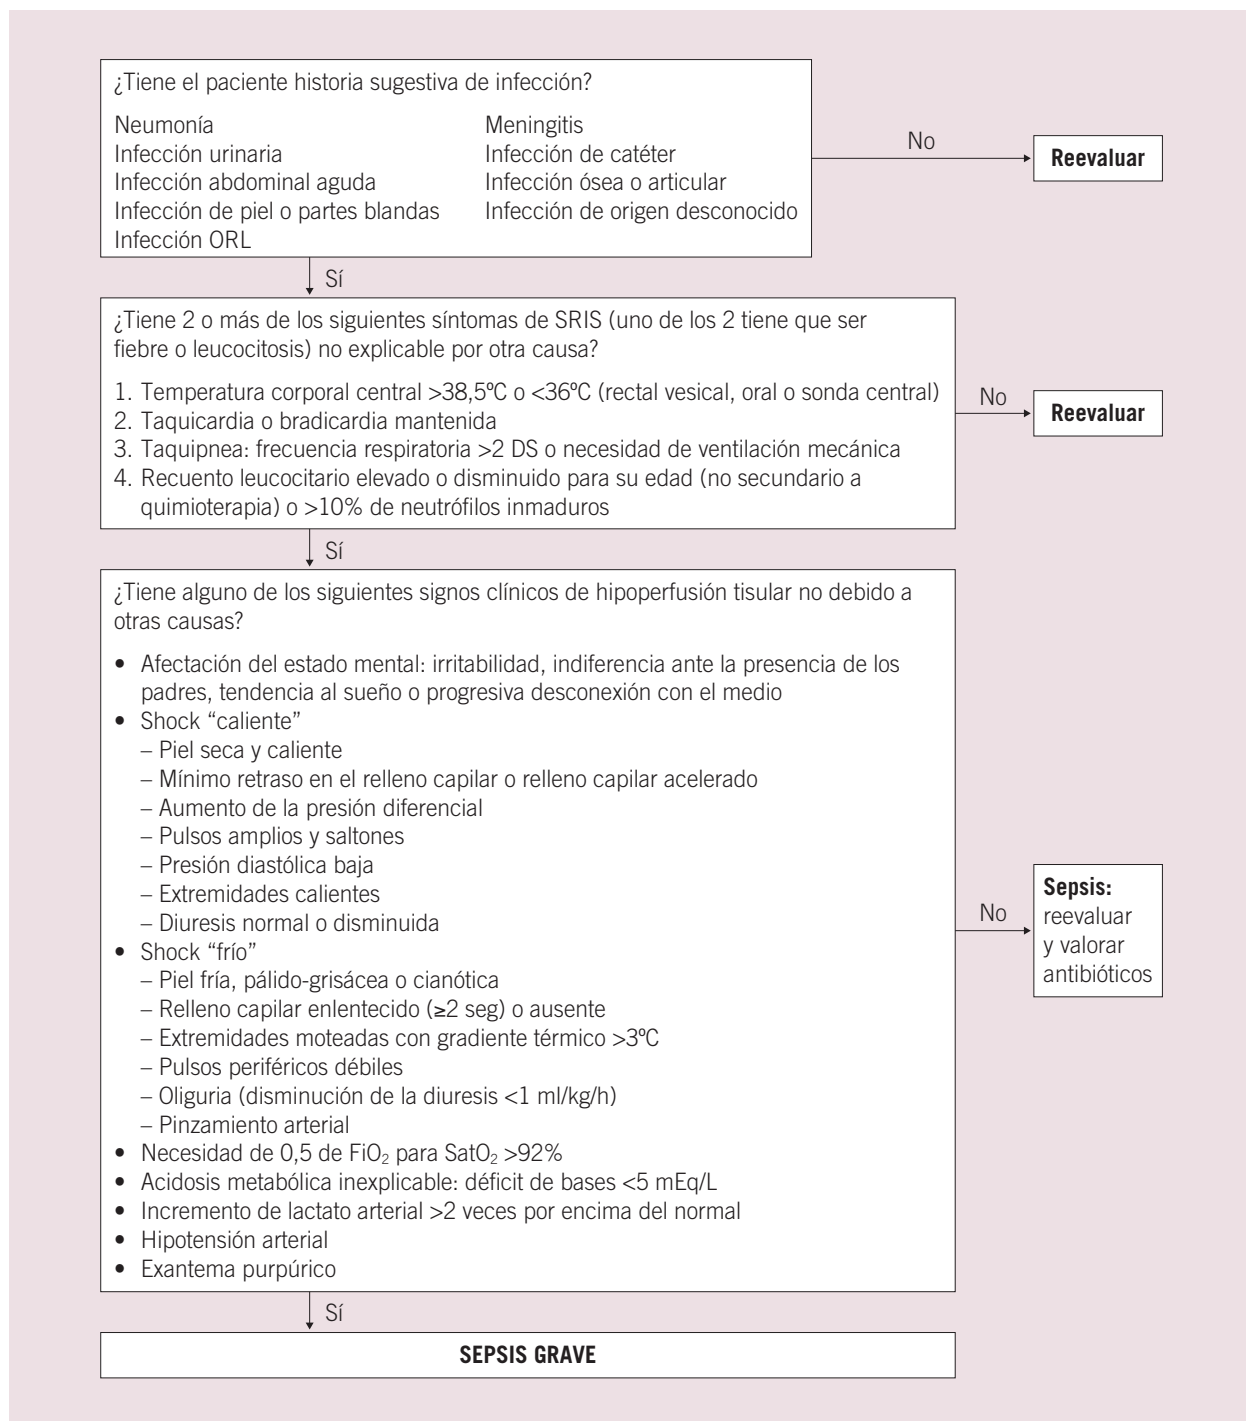 ¿Tiene el paciente historia sugestiva de infección?
Neumonía
Infección urinaria
Infección abdominal aguda
Infección de piel o partes blandas
Infección ORL
Meningitis
Infección de catéter
Infección ósea o articular
Infección de origen desconocido
No
Reevaluar
Sí
¿Tiene 2 o más de los siguientes síntomas de SRIS (uno de los 2 tiene que ser
fiebre o leucocitosis) no explicable por otra causa?
1. Temperatura corporal central >38,5ºC o <36ºC (rectal vesical, oral o sonda central)
2. Taquicardia o bradicardia mantenida
3. Taquipnea: frecuencia respiratoria >2 DS o necesidad de ventilación mecánica
4. Recuento leucocitario elevado o disminuido para su edad (no secundario a
quimioterapia) o >10% de neutrófilos inmaduros
No
Reevaluar
Sí
¿Tiene alguno de los siguientes signos clínicos de hipoperfusión tisular no debido a
otras causas?
• Afectación del estado mental: irritabilidad, indiferencia ante la presencia de los
padres, tendencia al sueño o progresiva desconexión con el medio
• Shock “caliente”
– Piel seca y caliente
– Mínimo retraso en el relleno capilar o relleno capilar acelerado
– Aumento de la presión diferencial
– Pulsos amplios y saltones
– Presión diastólica baja
– Extremidades calientes
– Diuresis normal o disminuida
• Shock “frío”
– Piel fría, pálido-grisácea o cianótica
– Relleno capilar enlentecido (≥2 seg) o ausente
– Extremidades moteadas con gradiente térmico >3ºC
– Pulsos periféricos débiles
– Oliguria (disminución de la diuresis <1 ml/kg/h)
– Pinzamiento arterial
• Necesidad de 0,5 de FiO₂ para SatO₂ >92%
• Acidosis metabólica inexplicable: déficit de bases <5 mEq/L
• Incremento de lactato arterial >2 veces por encima del normal
• Hipotensión arterial
• Exantema purpúrico
No
Sepsis:
reevaluar
y valorar
antibióticos
Sí
SEPSIS GRAVE